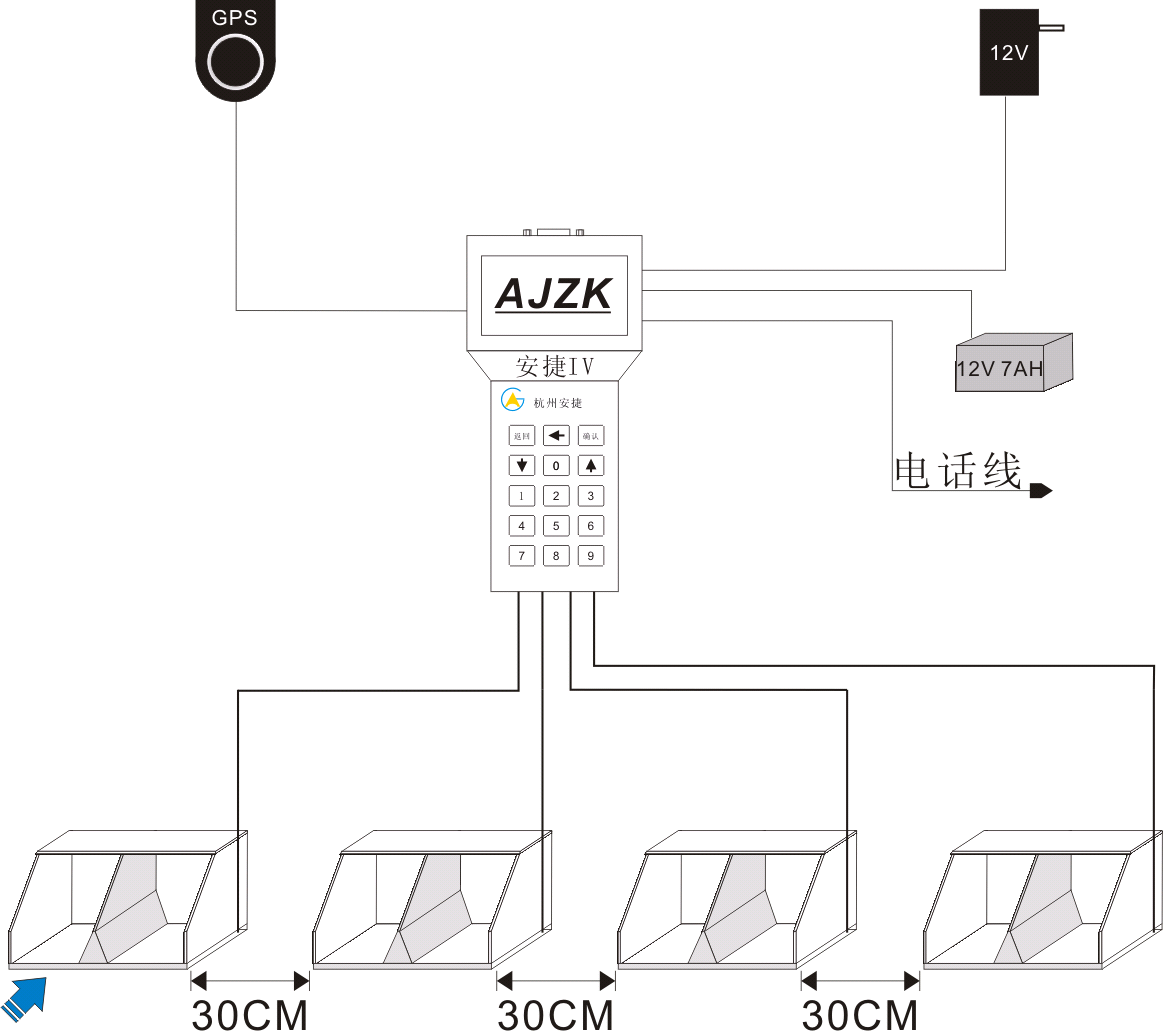 GPS
12V
AJZK
安捷IV
12V 7AH
杭州安捷
返回
确认
0
电话线
1 2 3
4 5 6
7 8 9
30CM 30CM 30CM